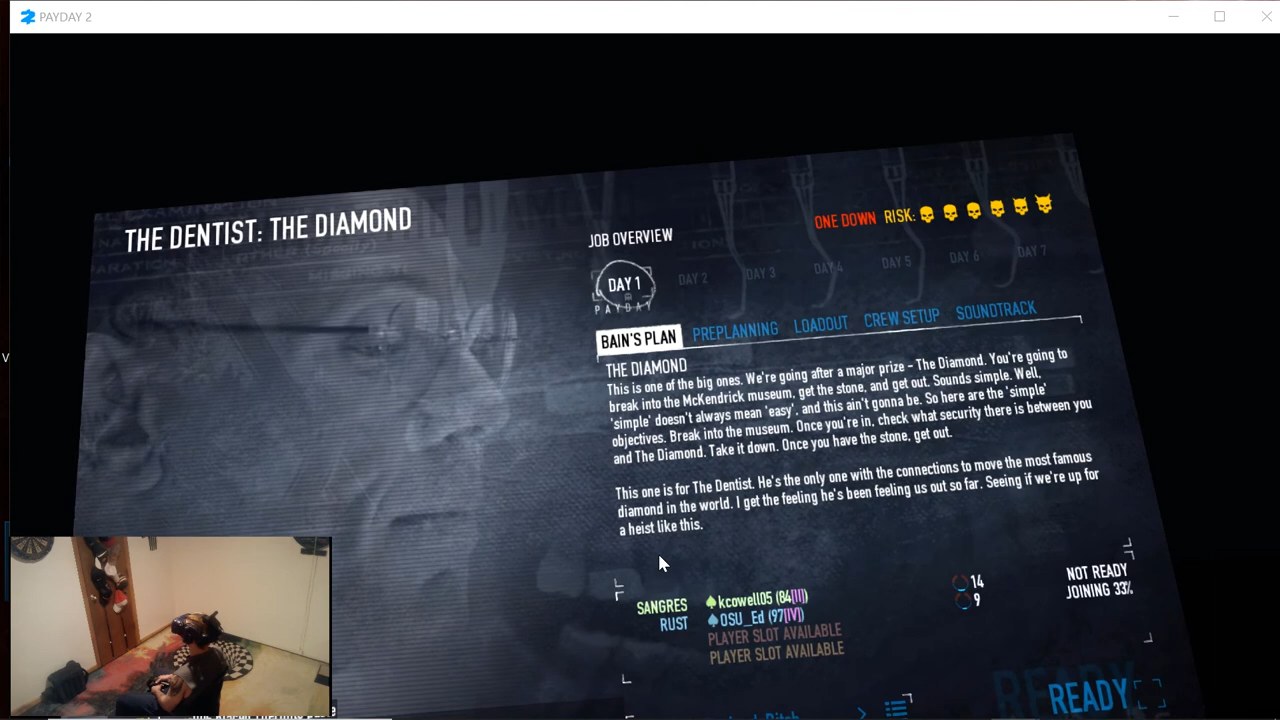 PAYDAY 2
THE DENTIST: THE DIAMOND
ONE DOWN RISK:
JOB OVERVIEW
DAY 1
DAY 2
DAY 3
DAY 4
DAY 5
DAY 6
DAY 7
PAYDAY
BAIN'S PLAN
PREPLANNING
LOADOUT
CREW SETUP
SOUNDTRACK
THE DIAMOND
This is one of the big ones. We're going after a major prize - The Diamond. You're going to
break into the McKendrick museum, get the stone, and get out. Sounds simple. Well,
'simple' doesn't always mean 'easy', and this ain't gonna be. So here are the 'simple'
objectives. Break into the museum. Once you're in, check what security there is between you
and The Diamond. Take it down. Once you have the stone, get out.
This one is for The Dentist. He's the only one with the connections to move the most famous
diamond in the world. I get the feeling he's been feeling us out so far. Seeing if we're up for
a heist like this.
SANGRES kcowell05 (84[II]) 14 NOT READY
RUST OSU_Ed (97[IV]) 9 JOINING 33%
PLAYER SLOT AVAILABLE
PLAYER SLOT AVAILABLE
READY